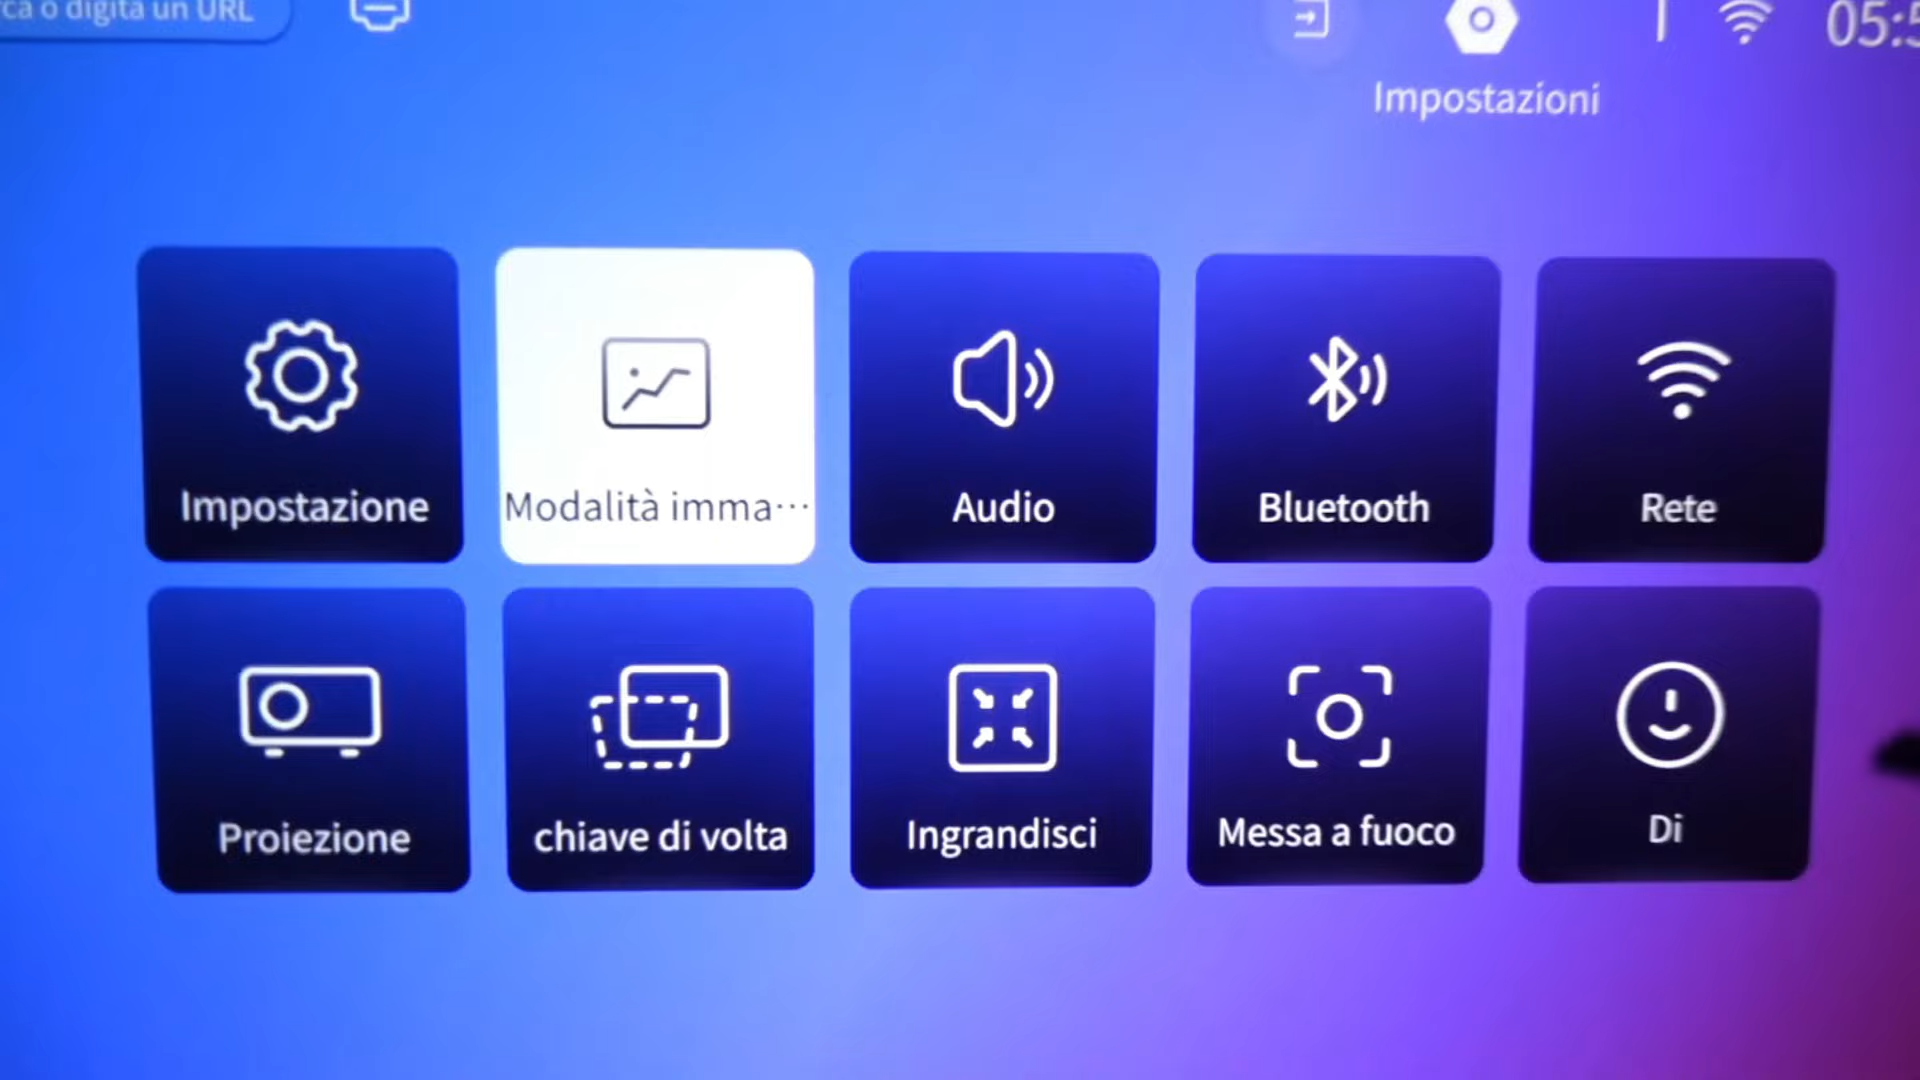 o digita un URL
05:5
Impostazioni
Impostazione
Modalità imma···
Audio
Bluetooth
Rete
Proiezione
chiave di volta
Ingrandisci
Messa a fuoco
Di